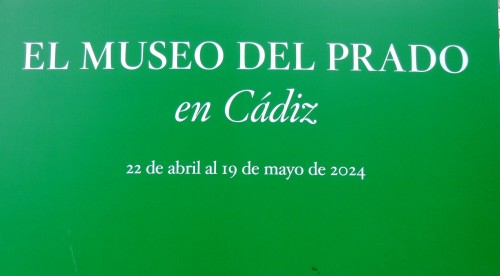 EL MUSEO DEL PRADO
en Cádiz
22 de abril al 19 de mayo de 2024